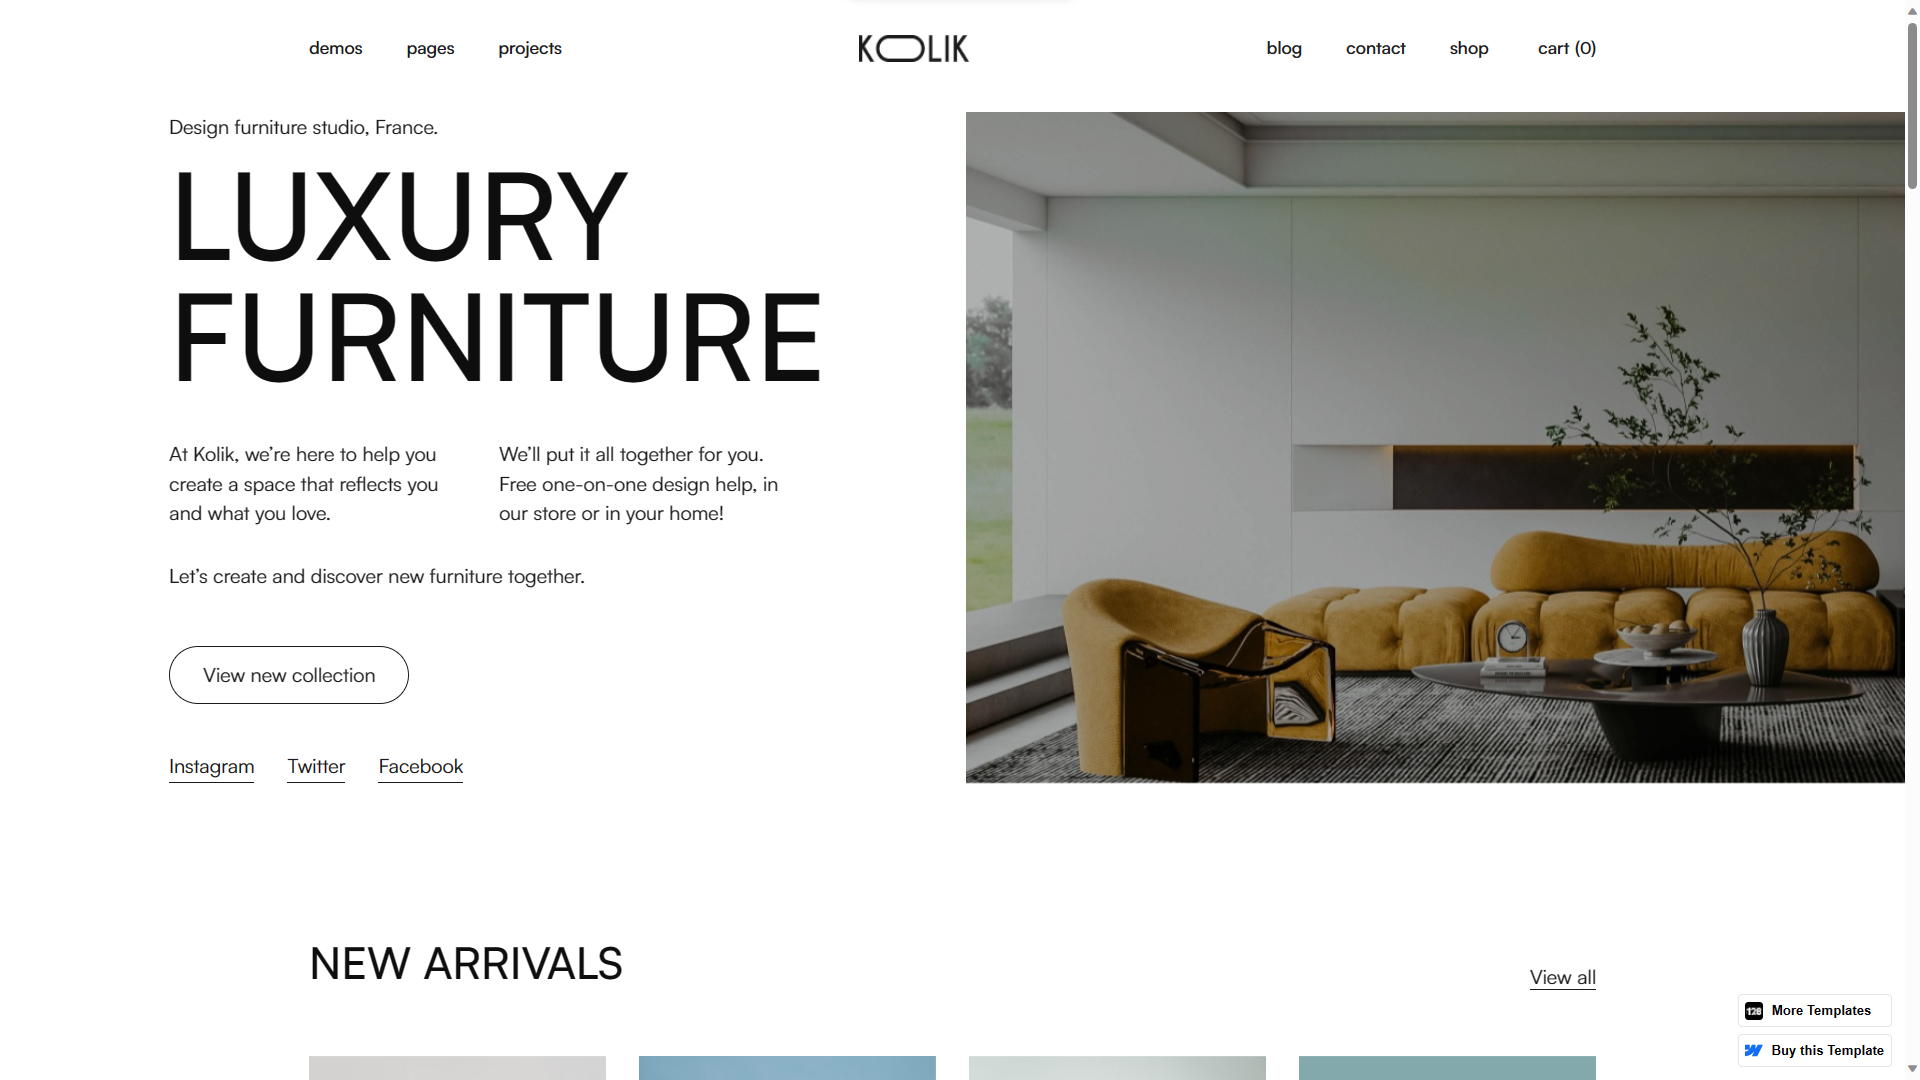 demos pages projects KOLIK blog contact shop cart (0)
Design furniture studio, France.
LUXURY
FURNITURE
At Kolik, we’re here to help you
create a space that reflects you
and what you love.
We’ll put it all together for you.
Free one-on-one design help, in
our store or in your home!
Let’s create and discover new furniture together.
View new collection
Instagram Twitter Facebook
NEW ARRIVALS
View all
128 More Templates
Buy this Template